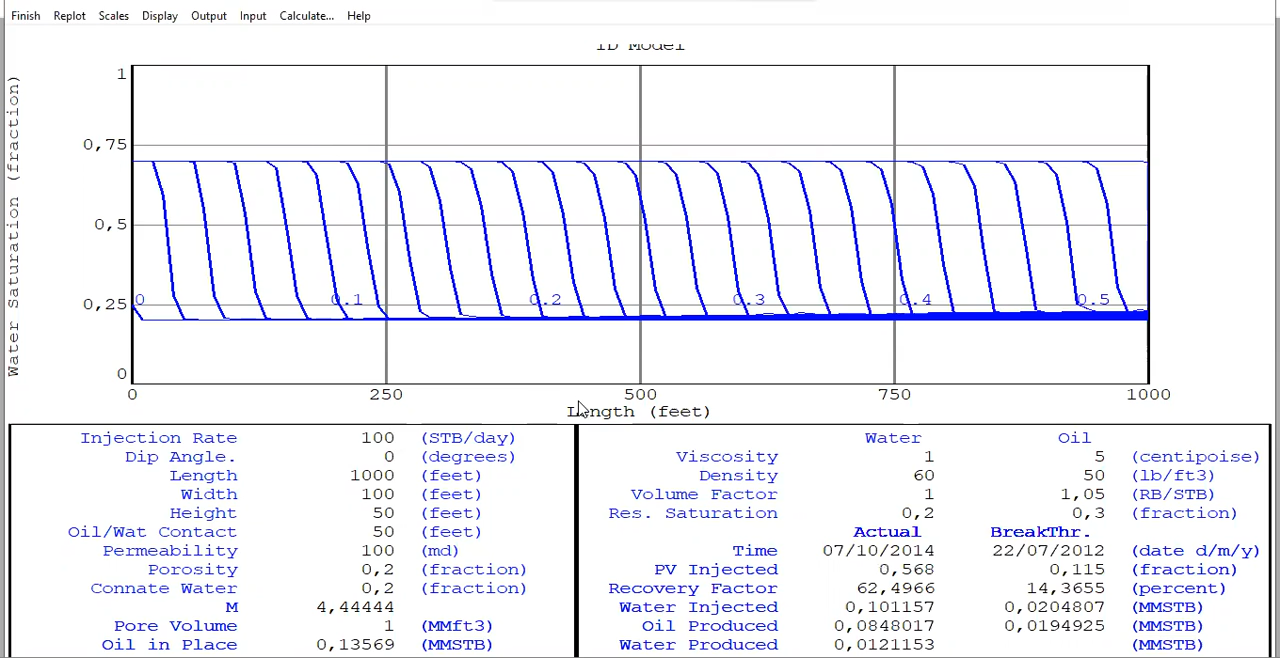 Finish Replot Scales Display Output Input Calculate... Help
1D Model
Water Saturation (fraction)
1
0,75
0,5
0,25
0
0 0.1 0.2 0.3 0.4 0.5
0 250 500 750 1000
Length (feet)
Injection Rate 100 (STB/day)
Dip Angle. 0 (degrees)
Length 1000 (feet)
Width 100 (feet)
Height 50 (feet)
Oil/Wat Contact 50 (feet)
Permeability 100 (md)
Porosity 0,2 (fraction)
Connate Water 0,2 (fraction)
M 4,44444
Pore Volume 1 (MMft3)
Oil in Place 0,13569 (MMSTB)
Water Oil
Viscosity 1 5 (centipoise)
Density 60 50 (lb/ft3)
Volume Factor 1 1,05 (RB/STB)
Res. Saturation 0,2 0,3 (fraction)
Actual BreakThr.
Time 07/10/2014 22/07/2012 (date d/m/y)
PV Injected 0,568 0,115 (fraction)
Recovery Factor 62,4966 14,3655 (percent)
Water Injected 0,101157 0,0204807 (MMSTB)
Oil Produced 0,0848017 0,0194925 (MMSTB)
Water Produced 0,0121153 (MMSTB)